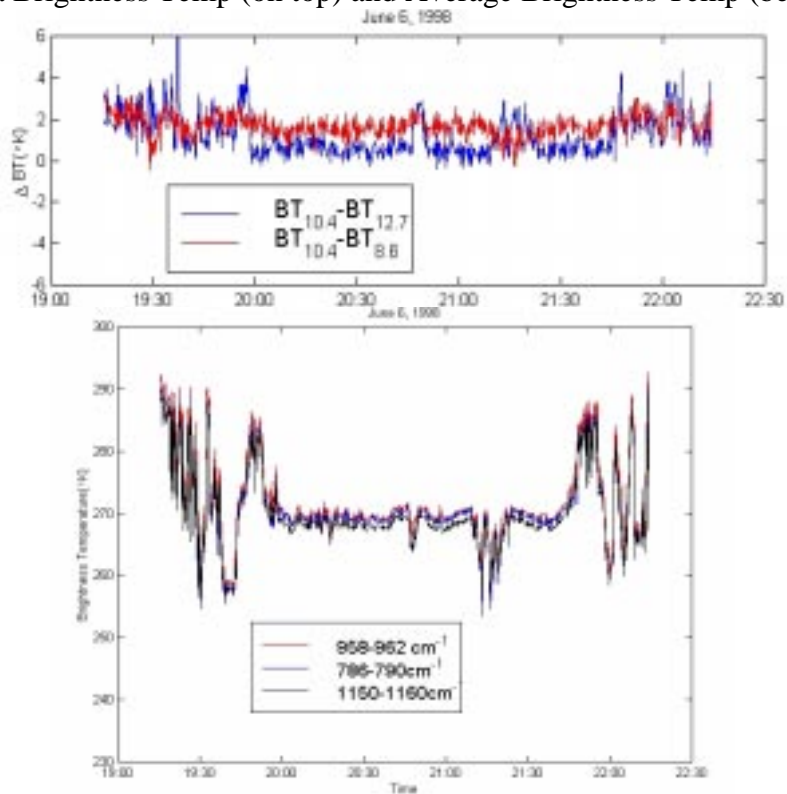 Brightness Temp (on top) and Average Brightness Temp (be
June 6, 1998
Δ BT(°K)
6
4
2
0
-2
-4
-6
BT10.4-BT12.7
BT10.4-BT8.6
19:00 19:30 20:00 20:30 21:00 21:30 22:00 22:30
June 6, 1998
Brightness Temperature(°K)
300
290
280
270
260
250
240
230
958-962 cm-1
786-790cm-1
1150-1160cm-
19:00 19:30 20:00 20:30 21:00 21:30 22:00 22:30
Time